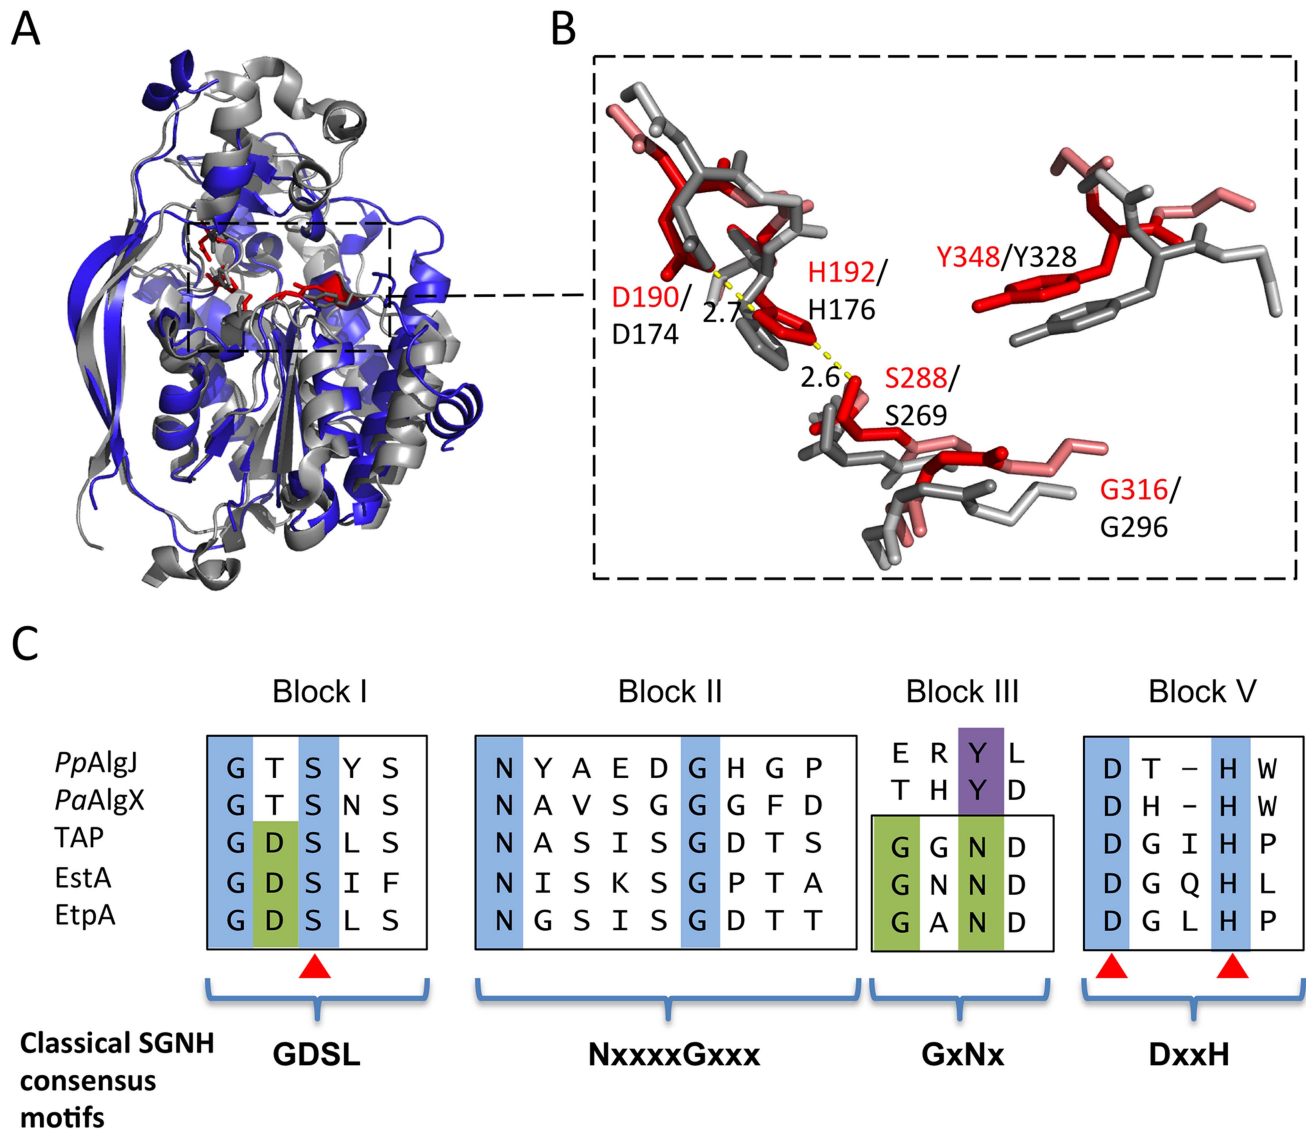 A
B
D190/
D174
2.7
H192/
H176
Y348/Y328
2.6
S288/
S269
G316/
G296
C
Block I
Block II
Block III
Block V
PpAlgJ G T S Y S N Y A E D G H G P E R Y L D T – H W
PaAlgX G T S N S N A V S G G G F D T H Y D D H – H W
TAP G D S L S N A S I S G D T S G G N D D G I H P
EstA G D S I F N I S K S G P T A G N N D D G Q H L
EtpA G D S L S N G S I S G D T T G A N D D G L H P
Classical SGNH
consensus
motifs
GDSL
NxxxxGxxx
GxNx
DxxH